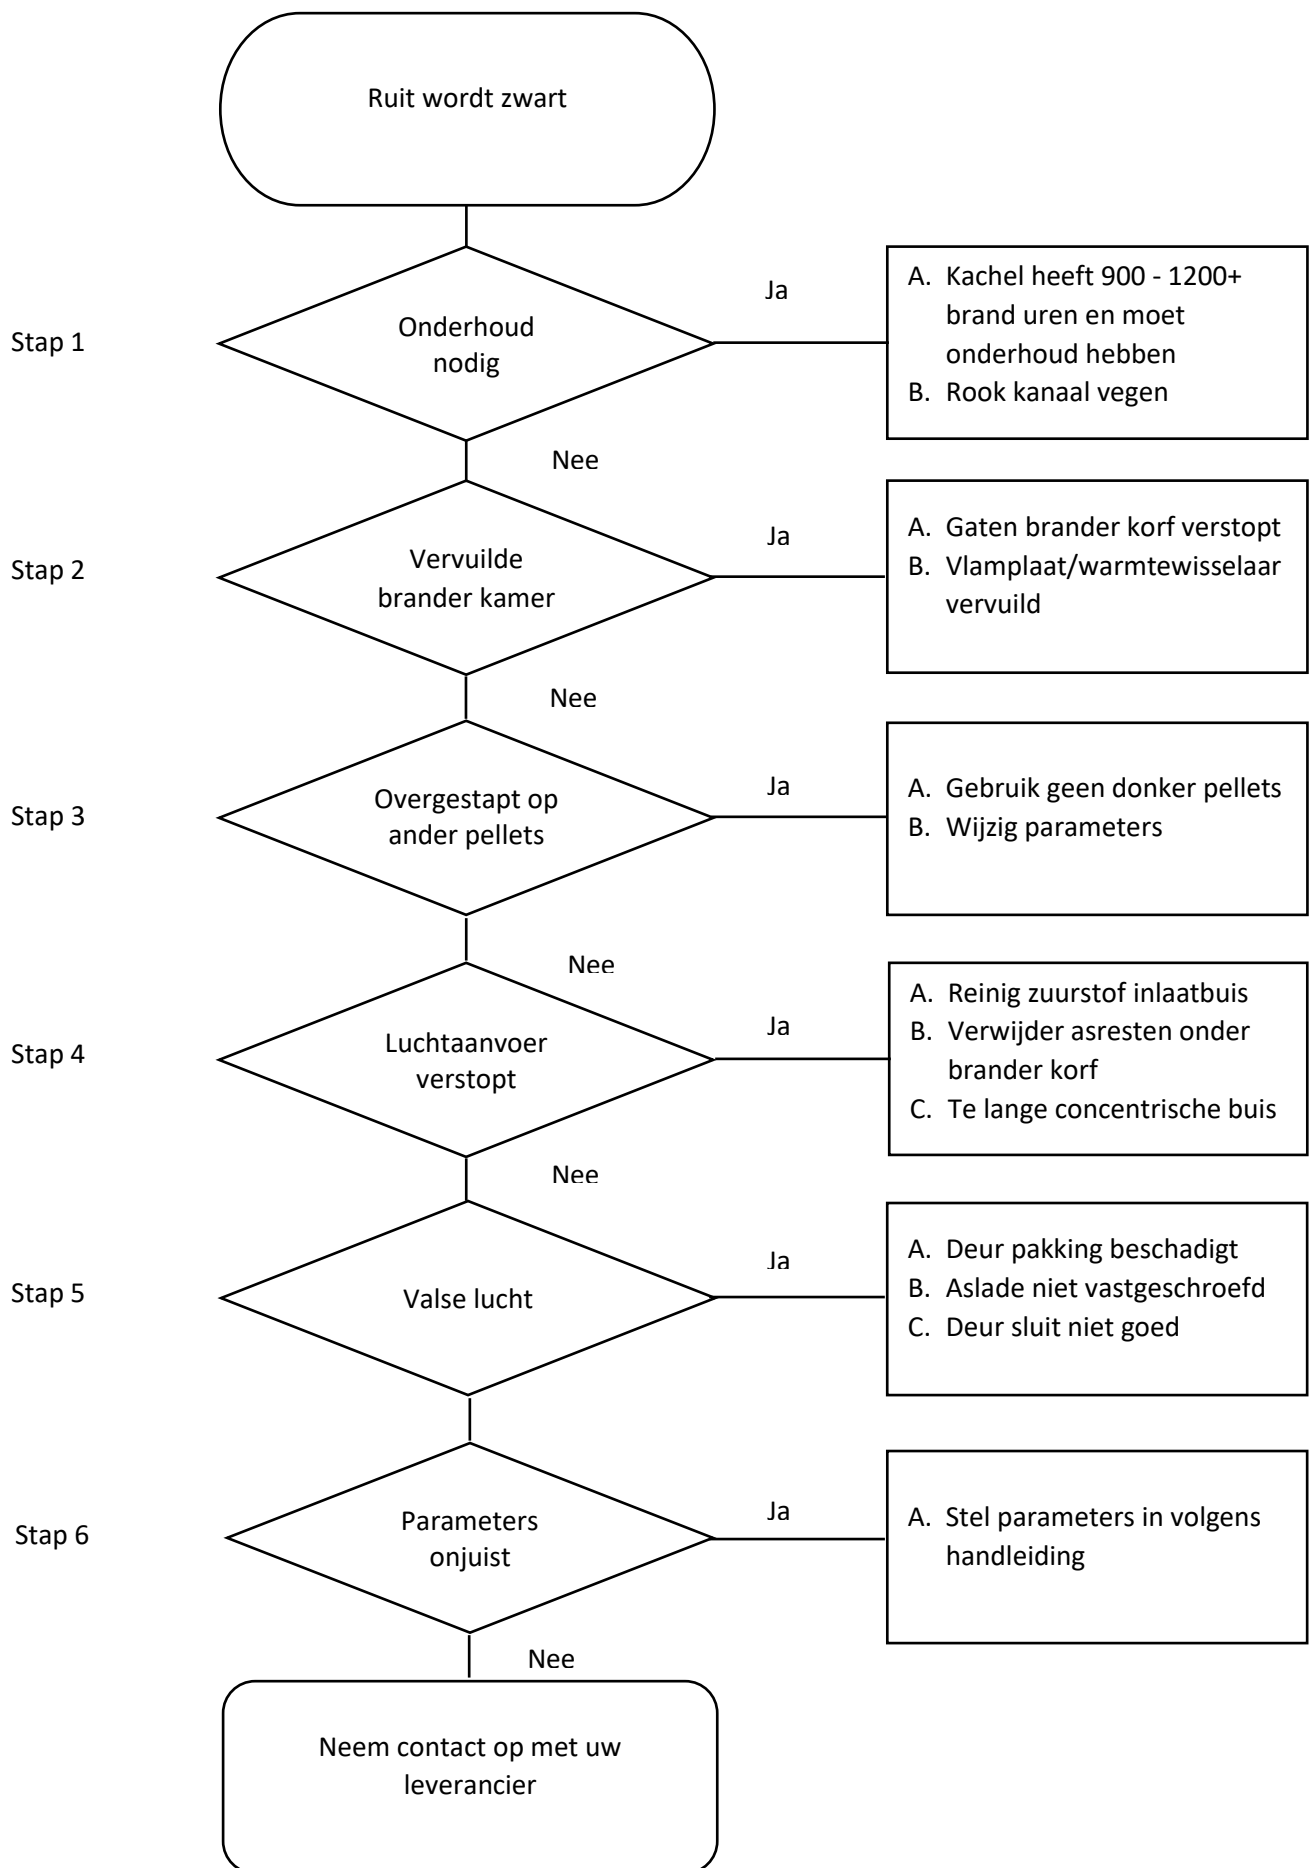 Ruit wordt zwart
Stap 1
Onderhoud
nodig
Ja
A. Kachel heeft 900 - 1200+
brand uren en moet
onderhoud hebben
B. Rook kanaal vegen
Nee
Stap 2
Vervuilde
brander kamer
Ja
A. Gaten brander korf verstopt
B. Vlamplaat/warmtewisselaar
vervuild
Nee
Stap 3
Overgestapt op
ander pellets
Ja
A. Gebruik geen donker pellets
B. Wijzig parameters
Nee
Stap 4
Luchtaanvoer
verstopt
Ja
A. Reinig zuurstof inlaatbuis
B. Verwijder asresten onder
brander korf
C. Te lange concentrische buis
Nee
Stap 5
Valse lucht
Ja
A. Deur pakking beschadigt
B. Aslade niet vastgeschroefd
C. Deur sluit niet goed
Stap 6
Parameters
onjuist
Ja
A. Stel parameters in volgens
handleiding
Nee
Neem contact op met uw
leverancier